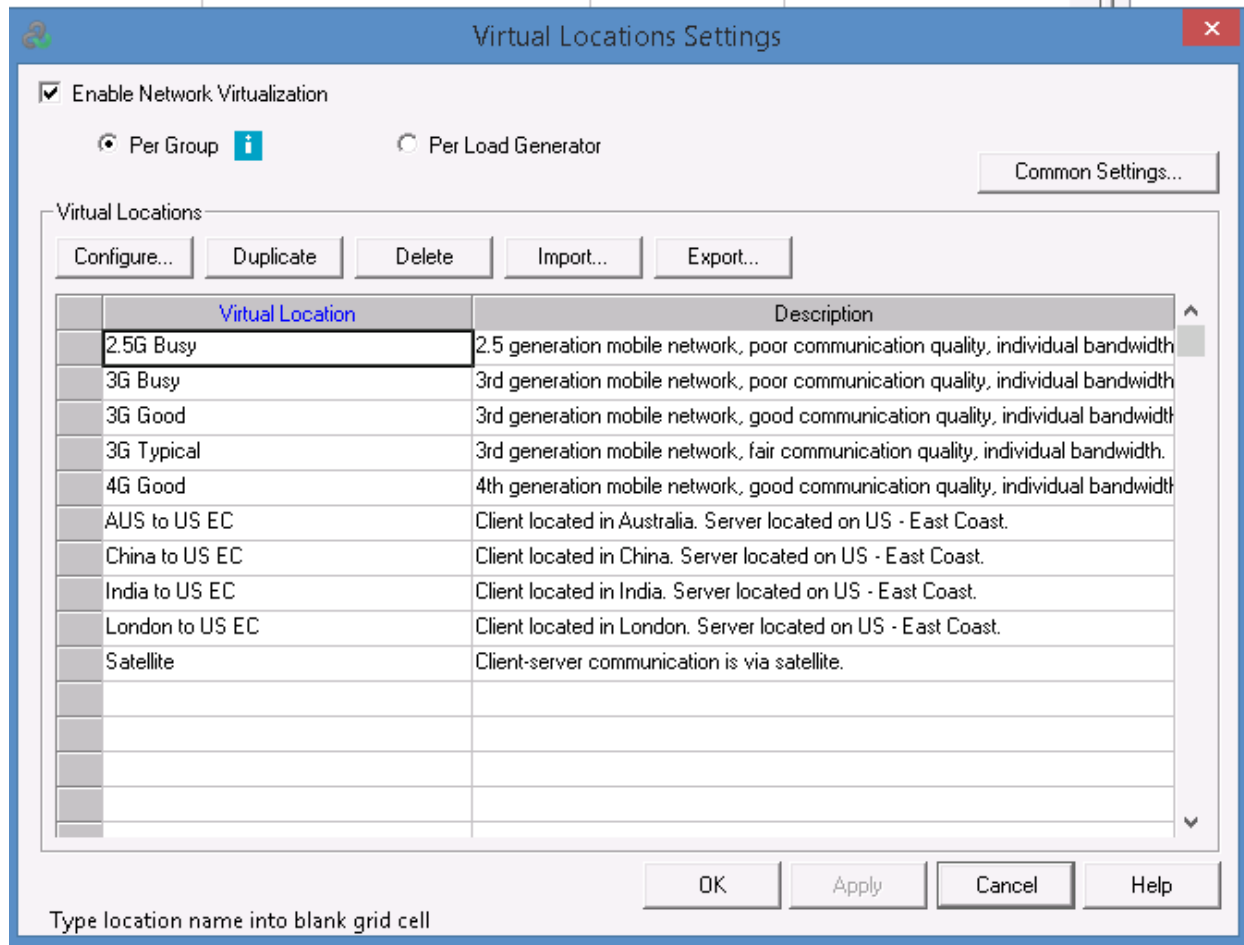 Virtual Locations Settings
Enable Network Virtualization
Per Group i Per Load Generator
Common Settings...
Virtual Locations
Configure... Duplicate Delete Import... Export...
Virtual Location Description
2.5G Busy 2.5 generation mobile network, poor communication quality, individual bandwidth
3G Busy 3rd generation mobile network, poor communication quality, individual bandwidth
3G Good 3rd generation mobile network, good communication quality, individual bandwidth
3G Typical 3rd generation mobile network, fair communication quality, individual bandwidth.
4G Good 4th generation mobile network, good communication quality, individual bandwidth
AUS to US EC Client located in Australia. Server located on US - East Coast.
China to US EC Client located in China. Server located on US - East Coast.
India to US EC Client located in India. Server located on US - East Coast.
London to US EC Client located in London. Server located on US - East Coast.
Satellite Client-server communication is via satellite.
OK Apply Cancel Help
Type location name into blank grid cell